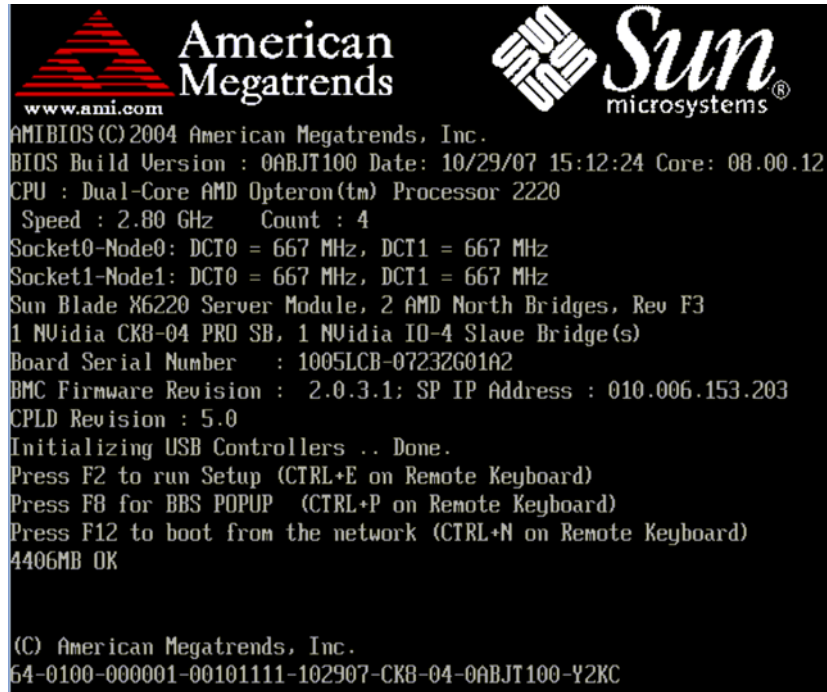 American
Megatrends
www.ami.com
Sun
microsystems®
AMIBIOS(C)2004 American Megatrends, Inc.
BIOS Build Version : 0ABJT100 Date: 10/29/07 15:12:24 Core: 08.00.12
CPU : Dual-Core AMD Opteron(tm) Processor 2220
Speed : 2.80 GHz    Count : 4
Socket0-Node0: DCT0 = 667 MHz, DCT1 = 667 MHz
Socket1-Node1: DCT0 = 667 MHz, DCT1 = 667 MHz
Sun Blade X6220 Server Module, 2 AMD North Bridges, Rev F3
1 NVidia CK8-04 PRO SB, 1 NVidia IO-4 Slave Bridge(s)
Board Serial Number   : 1005LCB-0723ZG01A2
BMC Firmware Revision :  2.0.3.1; SP IP Address : 010.006.153.203
CPLD Revision : 5.0
Initializing USB Controllers .. Done.
Press F2 to run Setup (CTRL+E on Remote Keyboard)
Press F8 for BBS POPUP  (CTRL+P on Remote Keyboard)
Press F12 to boot from the network (CTRL+N on Remote Keyboard)
4406MB OK
(C) American Megatrends, Inc.
64-0100-000001-00101111-102907-CK8-04-0ABJT100-Y2KC